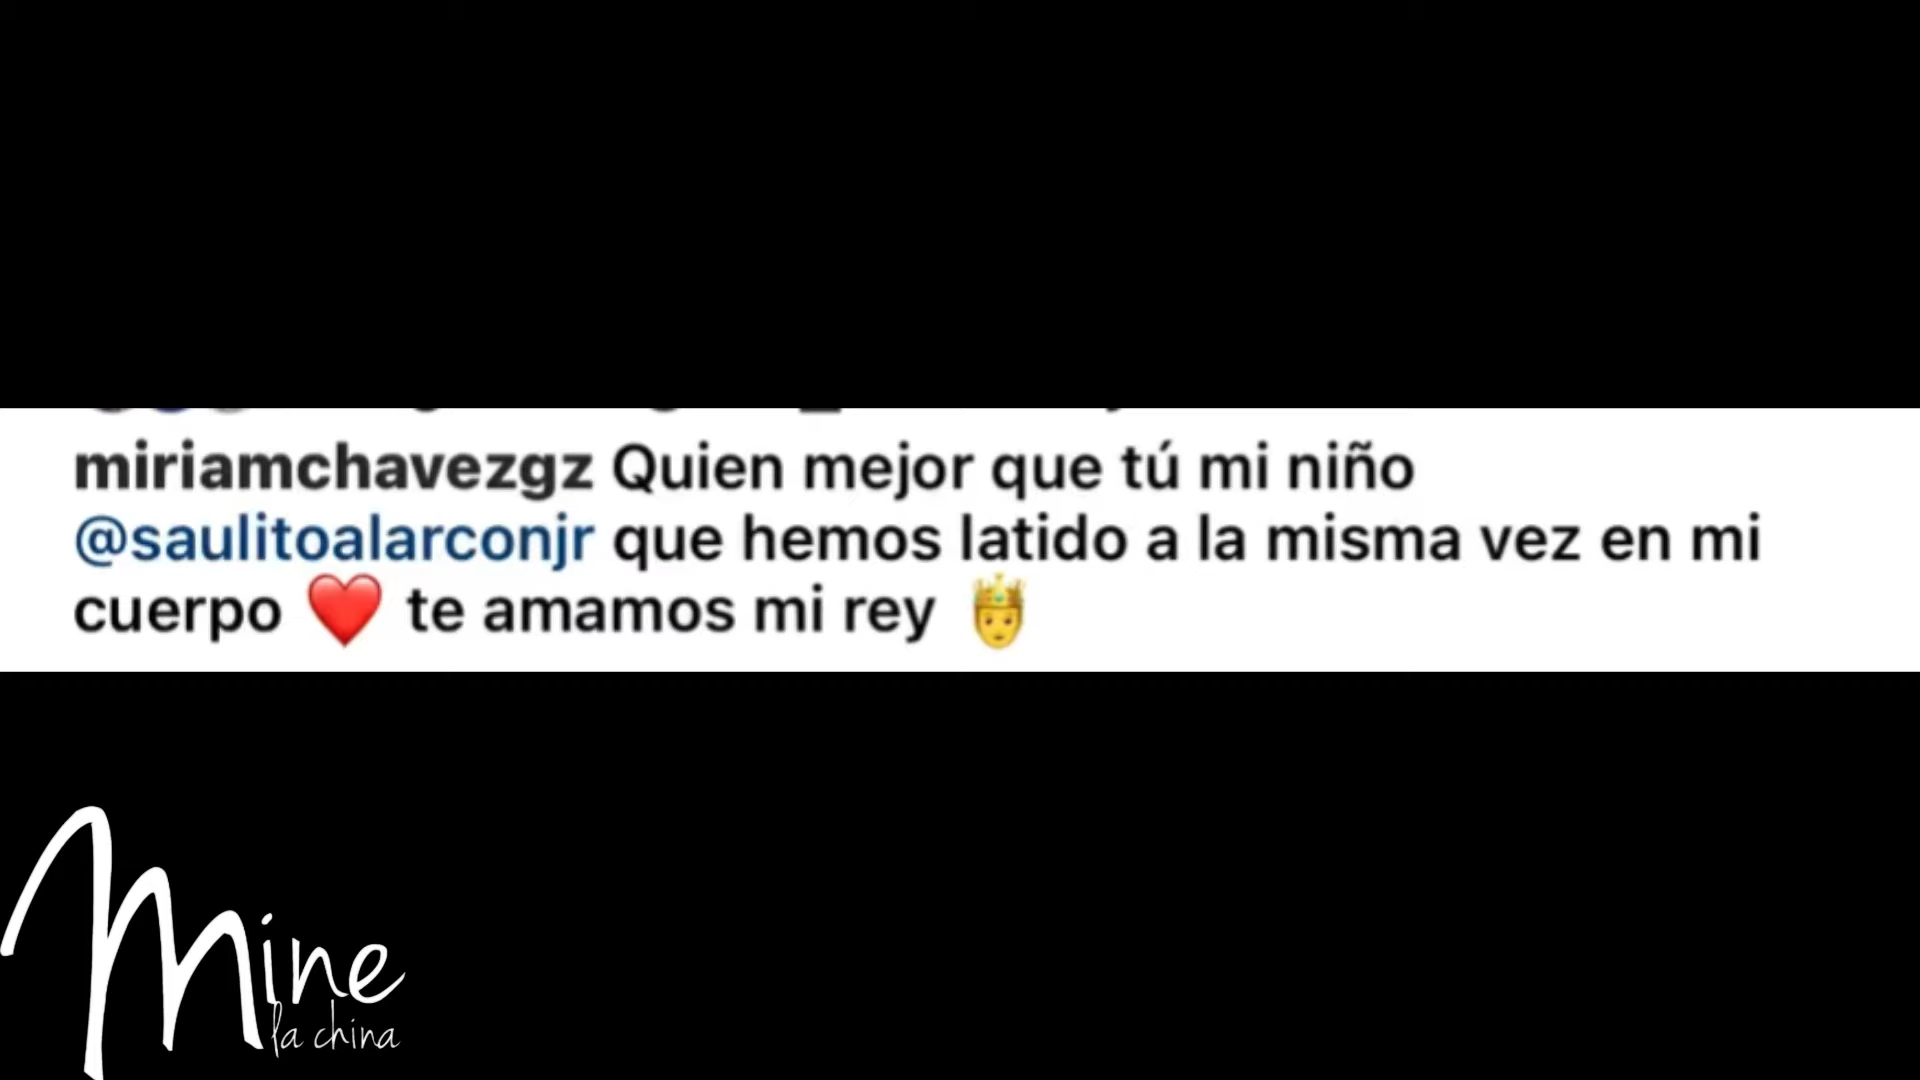 miriamchavezgz Quien mejor que tú mi niño
@saulitoalarconjr que hemos latido a la misma vez en mi
cuerpo ❤️ te amamos mi rey 🤴
Mine
la china